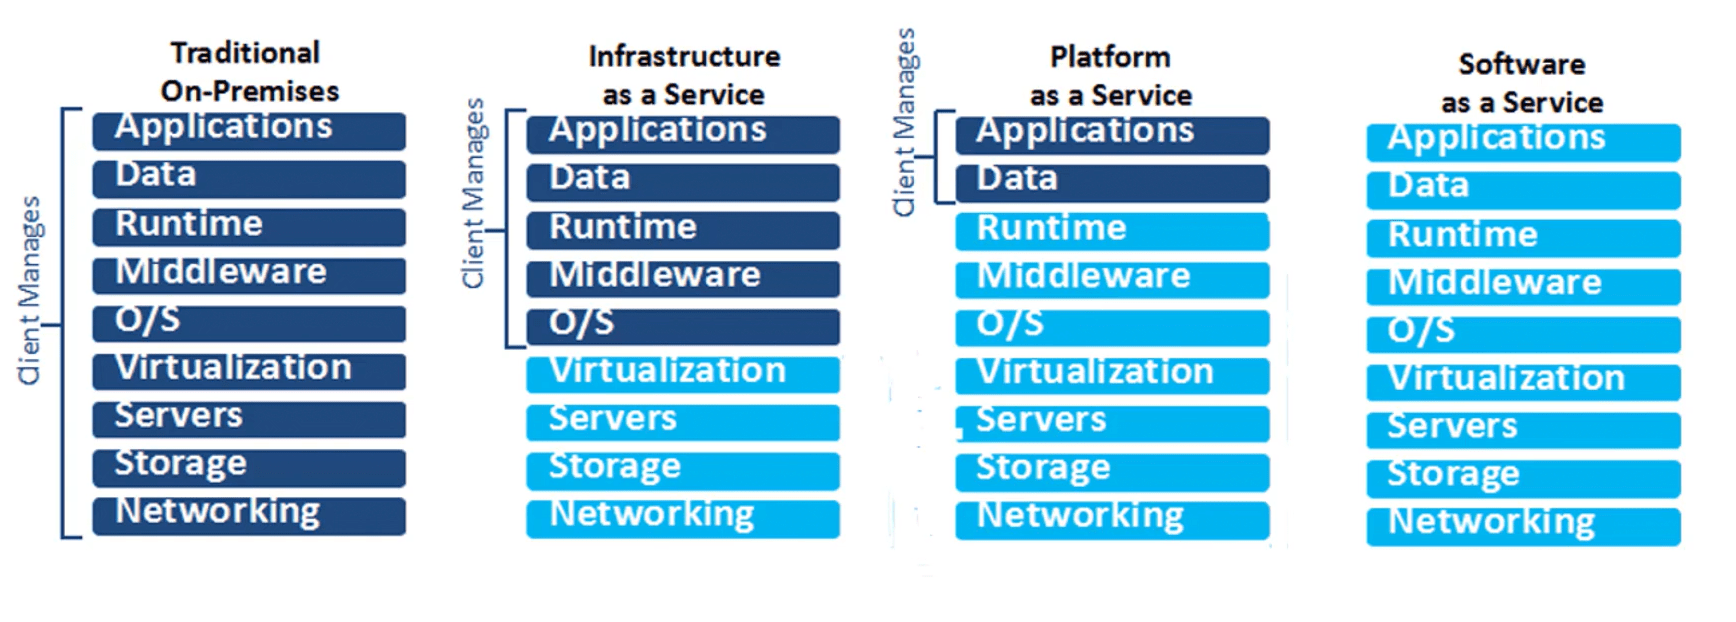 Traditional
On-Premises
Client Manages
Applications
Data
Runtime
Middleware
O/S
Virtualization
Servers
Storage
Networking
Infrastructure
as a Service
Client Manages
Applications
Data
Runtime
Middleware
O/S
Virtualization
Servers
Storage
Networking
Platform
as a Service
Client Manages
Applications
Data
Runtime
Middleware
O/S
Virtualization
Servers
Storage
Networking
Software
as a Service
Applications
Data
Runtime
Middleware
O/S
Virtualization
Servers
Storage
Networking